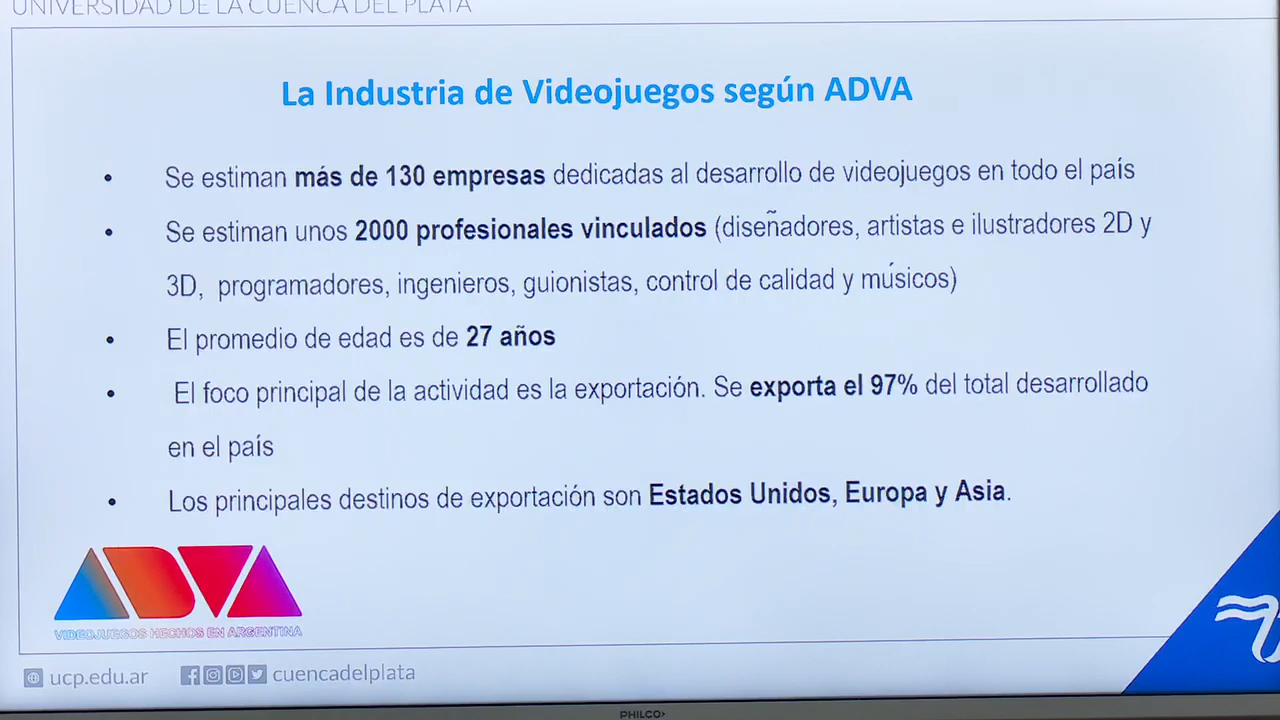 UNIVERSIDAD DE LA CUENCA DEL PLATA
La Industria de Videojuegos según ADVA
• Se estiman más de 130 empresas dedicadas al desarrollo de videojuegos en todo el país
• Se estiman unos 2000 profesionales vinculados (diseñadores, artistas e ilustradores 2D y
3D, programadores, ingenieros, guionistas, control de calidad y músicos)
• El promedio de edad es de 27 años
• El foco principal de la actividad es la exportación. Se exporta el 97% del total desarrollado
en el país
• Los principales destinos de exportación son Estados Unidos, Europa y Asia.
ADVA
VIDEOJUEGOS HECHOS EN ARGENTINA
ucp.edu.ar cuencadelplata
PHILCO